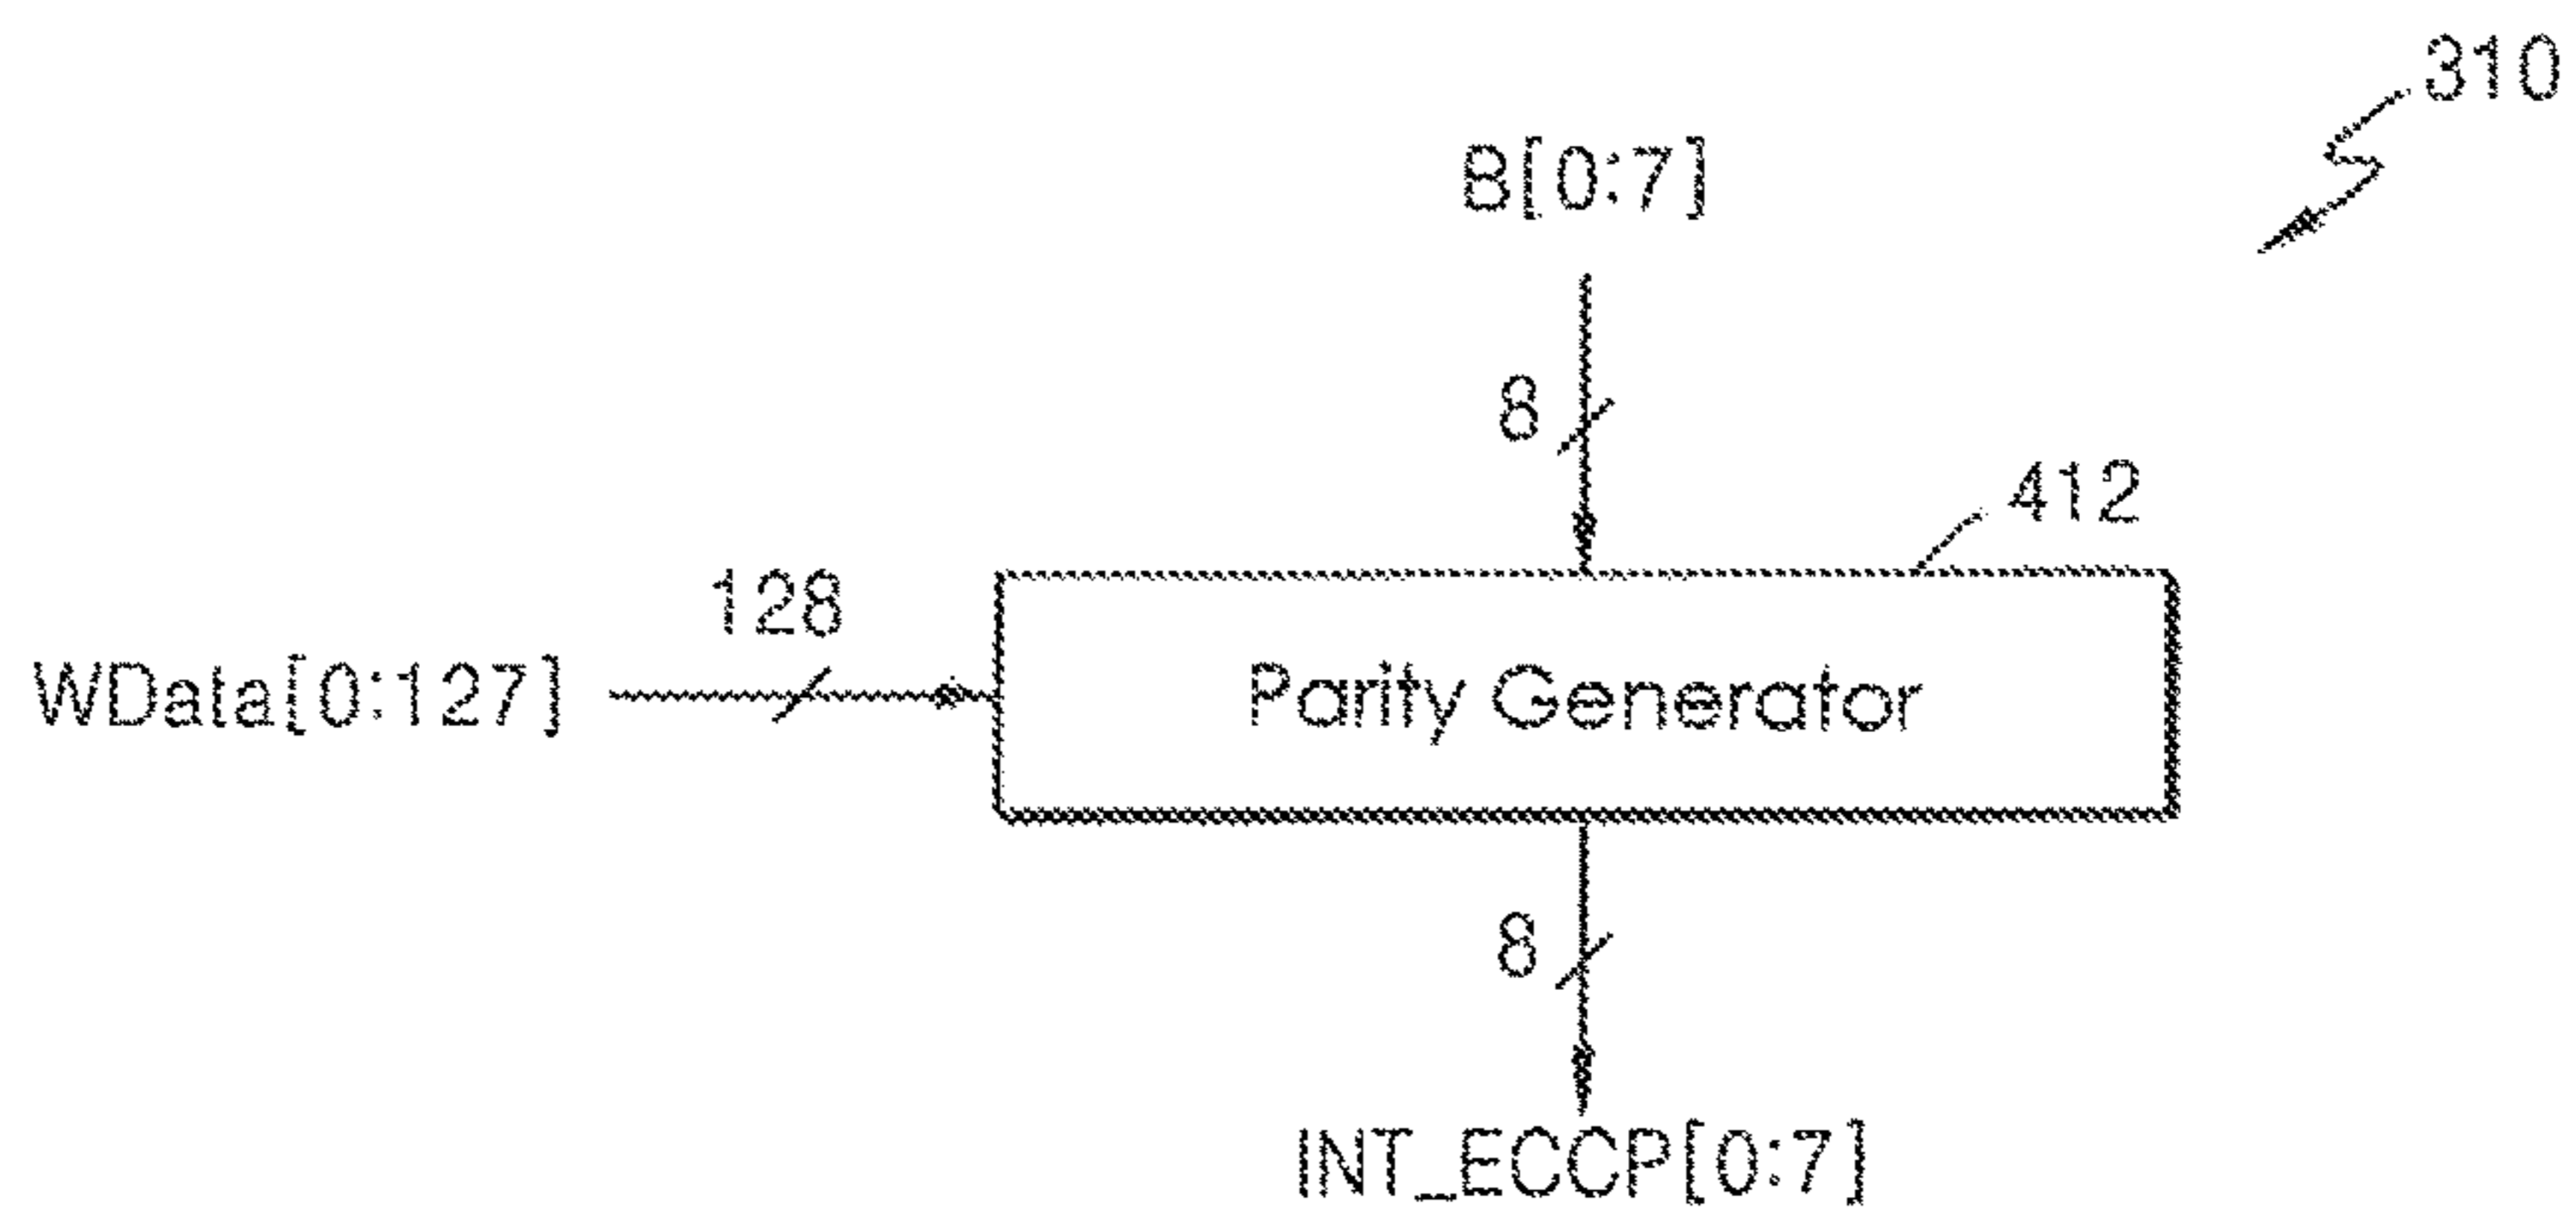 310
B[0:7]
8
412
128
WData[0:127]
Parity Generator
8
INT_ECCP[0:7]